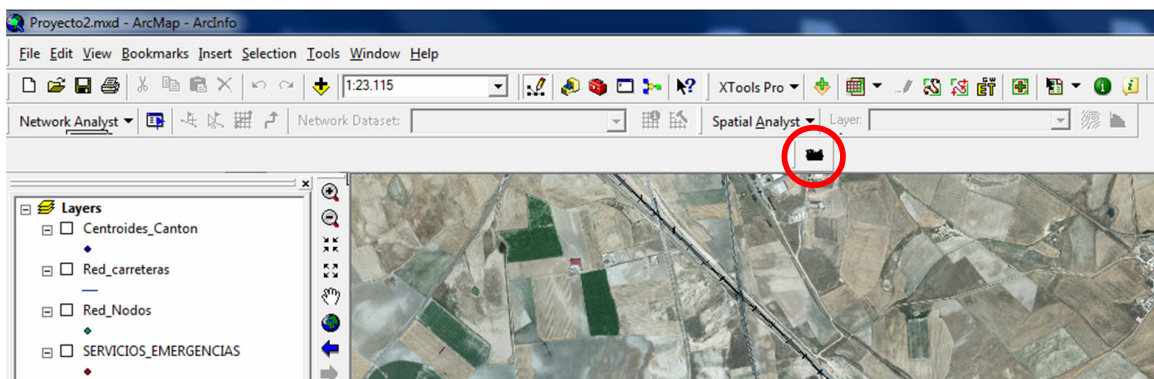 Proyecto2.mxd - ArcMap - ArcInfo
File Edit View Bookmarks Insert Selection Tools Window Help
1:23.115 XTools Pro
Network Analyst Network Dataset: Spatial Analyst Layer:
Layers
Centroides_Canton
Red_carreteras
Red_Nodos
SERVICIOS_EMERGENCIAS